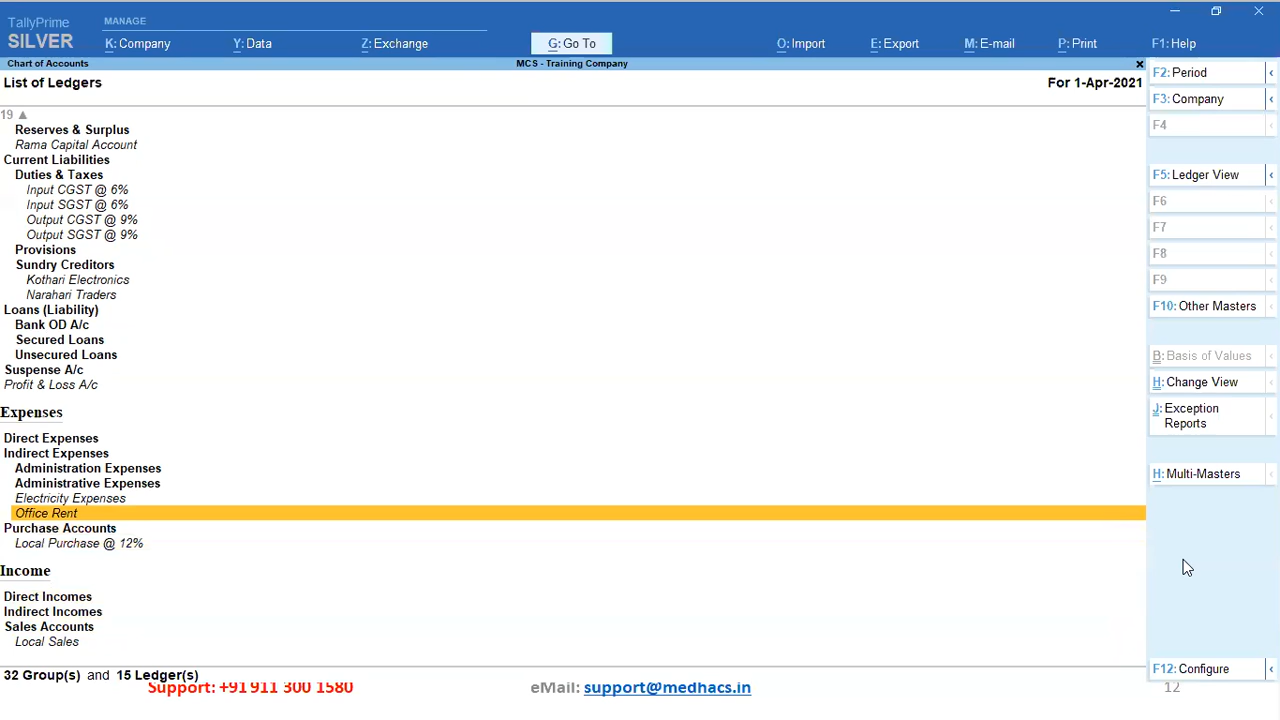 TallyPrime
SILVER
MANAGE
K: Company
Y: Data
Z: Exchange
G: Go To
O: Import
E: Export
M: E-mail
P: Print
F1: Help
Chart of Accounts
MCS - Training Company
List of Ledgers
For 1-Apr-2021
19
Reserves & Surplus
Rama Capital Account
Current Liabilities
Duties & Taxes
Input CGST @ 6%
Input SGST @ 6%
Output CGST @ 9%
Output SGST @ 9%
Provisions
Sundry Creditors
Kothari Electronics
Narahari Traders
Loans (Liability)
Bank OD A/c
Secured Loans
Unsecured Loans
Suspense A/c
Profit & Loss A/c
Expenses
Direct Expenses
Indirect Expenses
Administration Expenses
Administrative Expenses
Electricity Expenses
Office Rent
Purchase Accounts
Local Purchase @ 12%
Income
Direct Incomes
Indirect Incomes
Sales Accounts
Local Sales
32 Group(s) and 15 Ledger(s)
F2: Period
F3: Company
F4
F5: Ledger View
F6
F7
F8
F9
F10: Other Masters
B: Basis of Values
H: Change View
J: Exception
Reports
H: Multi-Masters
F12: Configure
Support: +91 911 300 1580
eMail: support@medhacs.in
12